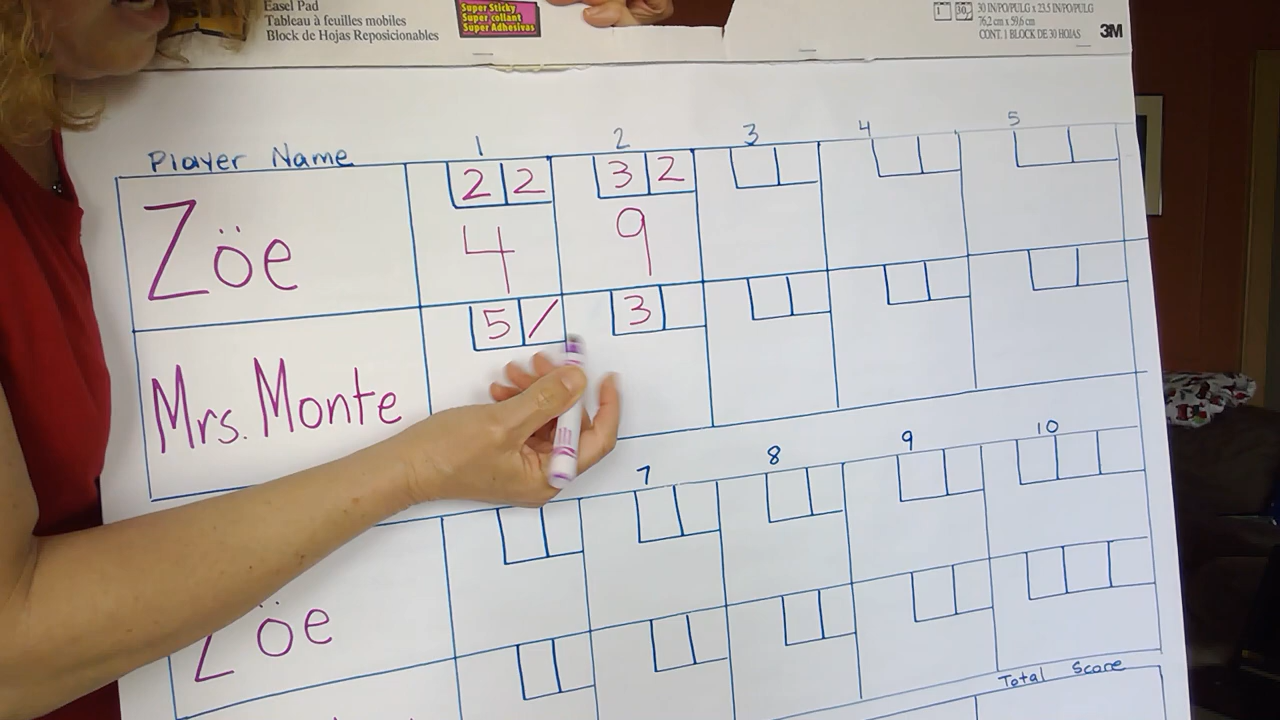 Easel Pad
Tableau à feuilles mobiles
Block de Hojas Reposicionables
Super Sticky
Super collant
Super Adhesivas
30 IN/PO/PULG x 23.5 IN/PO/PULG
76,2 cm x 59,6 cm
CONT. 1 BLOCK DE 30 HOJAS
3M
Player Name 1 2 3 4 5
2 2 3 2
Zöe 4 9
5 / 3
Mrs. Monte
7 8 9 10
Zöe
Total Score